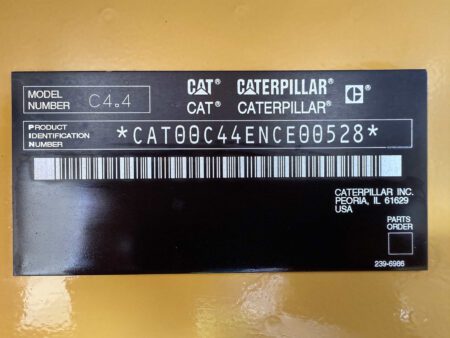 MODEL NUMBER C4.4
CAT® CATERPILLAR®
CAT® CATERPILLAR® C®
PRODUCT IDENTIFICATION NUMBER *CAT00C44ENCE00528*
CATERPILLAR INC.
PEORIA, IL 61629
USA
PARTS
ORDER
239-6986